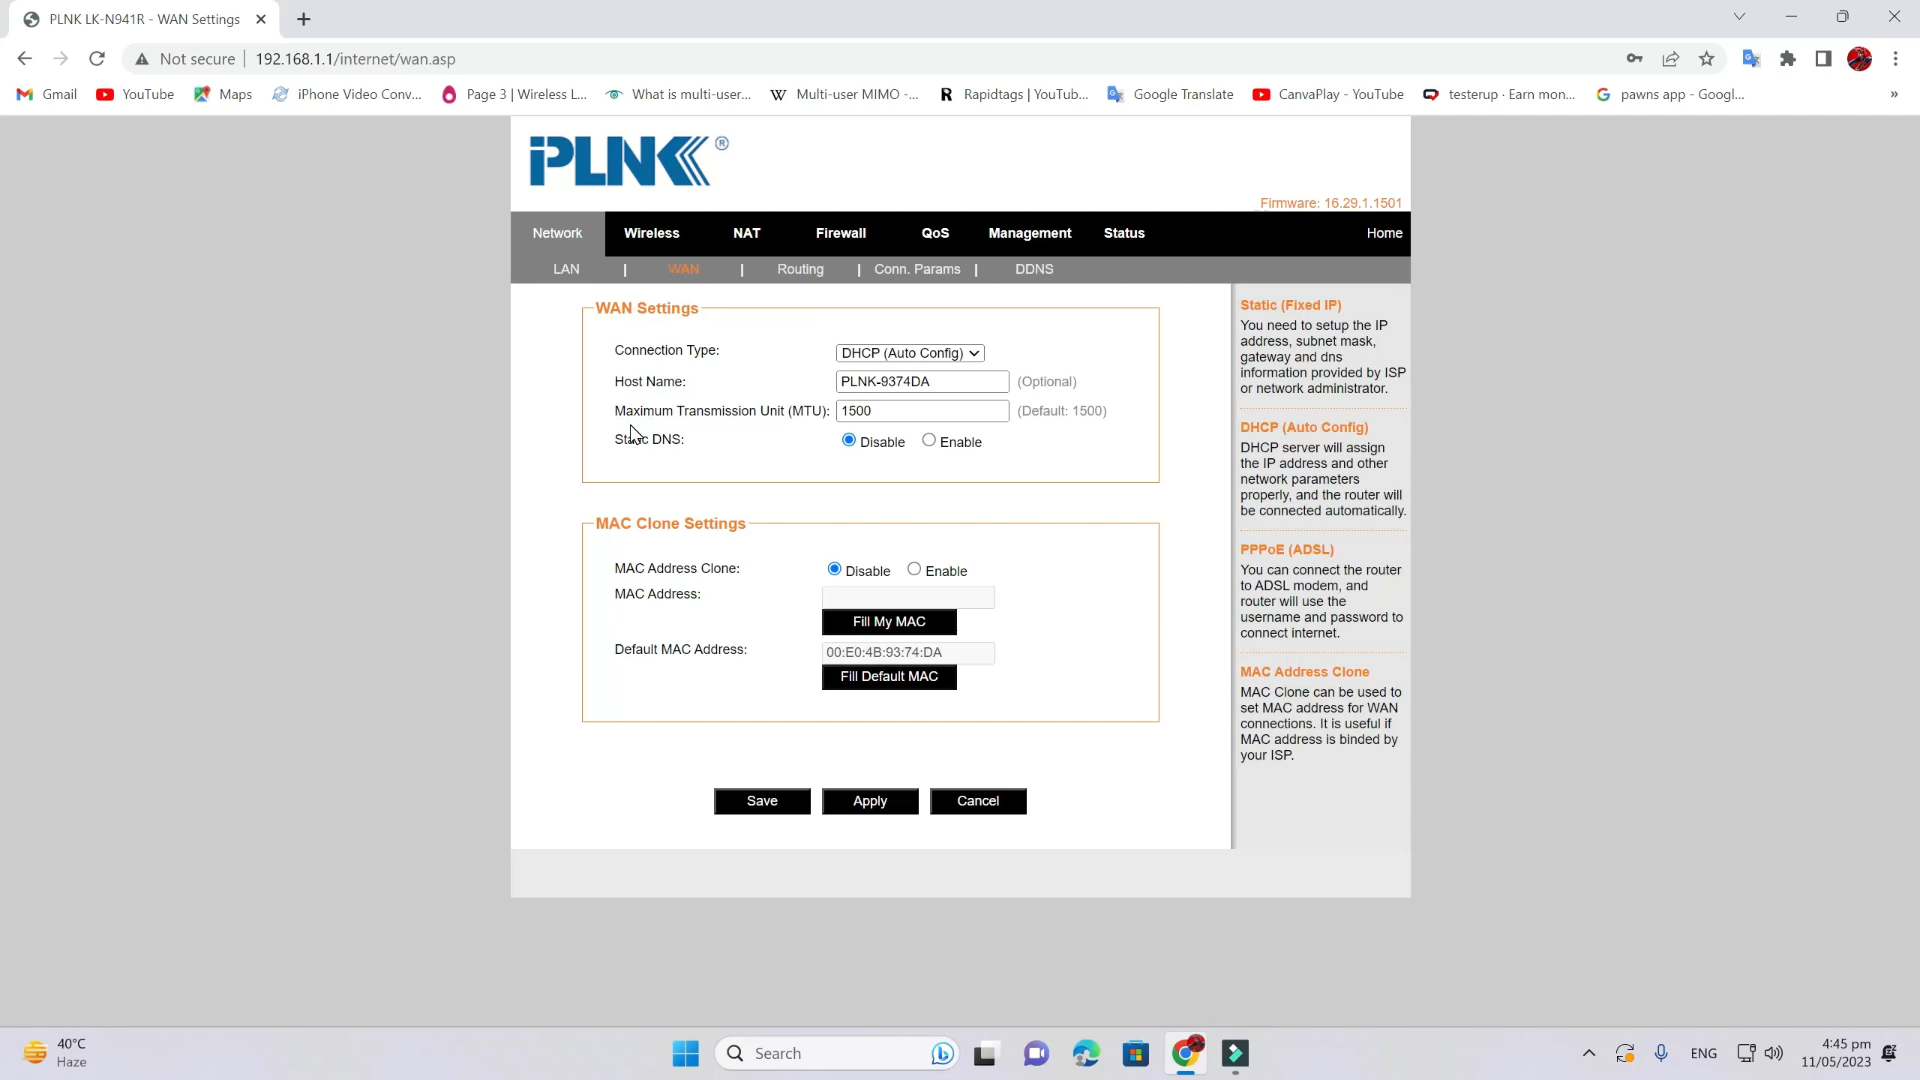 PLNK LK-N941R - WAN Settings
Not secure
192.168.1.1/internet/wan.asp
Gmail
YouTube
Maps
iPhone Video Conv...
Page 3 | Wireless L...
What is multi-user...
W Multi-user MIMO -...
R Rapidtags | YouTub...
Google Translate
CanvaPlay - YouTube
testerup · Earn mon...
G pawns app - Googl...
»
PLNK ®
Firmware: 16.29.1.1501
Network Wireless NAT Firewall QoS Management Status Home
LAN | WAN | Routing | Conn. Params | DDNS
WAN Settings
Connection Type: DHCP (Auto Config)
Host Name: PLNK-9374DA (Optional)
Maximum Transmission Unit (MTU): 1500 (Default: 1500)
Static DNS: Disable Enable
MAC Clone Settings
MAC Address Clone: Disable Enable
MAC Address:
Fill My MAC
Default MAC Address: 00:E0:4B:93:74:DA
Fill Default MAC
Save Apply Cancel
Static (Fixed IP)
You need to setup the IP
address, subnet mask,
gateway and dns
information provided by ISP
or network administrator.
DHCP (Auto Config)
DHCP server will assign
the IP address and other
network parameters
properly, and the router will
be connected automatically.
PPPoE (ADSL)
You can connect the router
to ADSL modem, and
router will use the
username and password to
connect internet.
MAC Address Clone
MAC Clone can be used to
set MAC address for WAN
connections. It is useful if
MAC address is binded by
your ISP.
40°C
Haze
Search
ENG
4:45 pm
11/05/2023